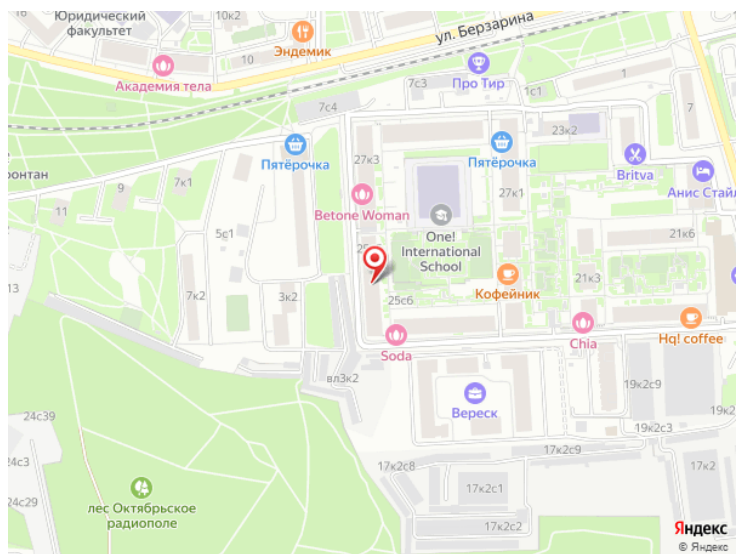 Юридический
факультет
10к2
ул. Берзарина
Эндемик
10
Академия тела
7с3
Про Тир
1
1с1
7с4
7
Пятёрочка
27к3
Пятёрочка
23к2
Britva
Анис Стайл
7к1
9
11
онтан
Betone Woman
27к1
5с1
One!
International
School
21к6
25
13
7к2
3к2
25с6
Кофейник
21к3
Soda
Chia
Hq! coffee
вл3к2
Вереск
19к2с9
24с39
19к2
19к2с3
24с3
17к2с9
17к2с8
17к2
24с29
17к2с1
лес Октябрьское
радиополе
17к2с2
Яндекс
© Яндекс